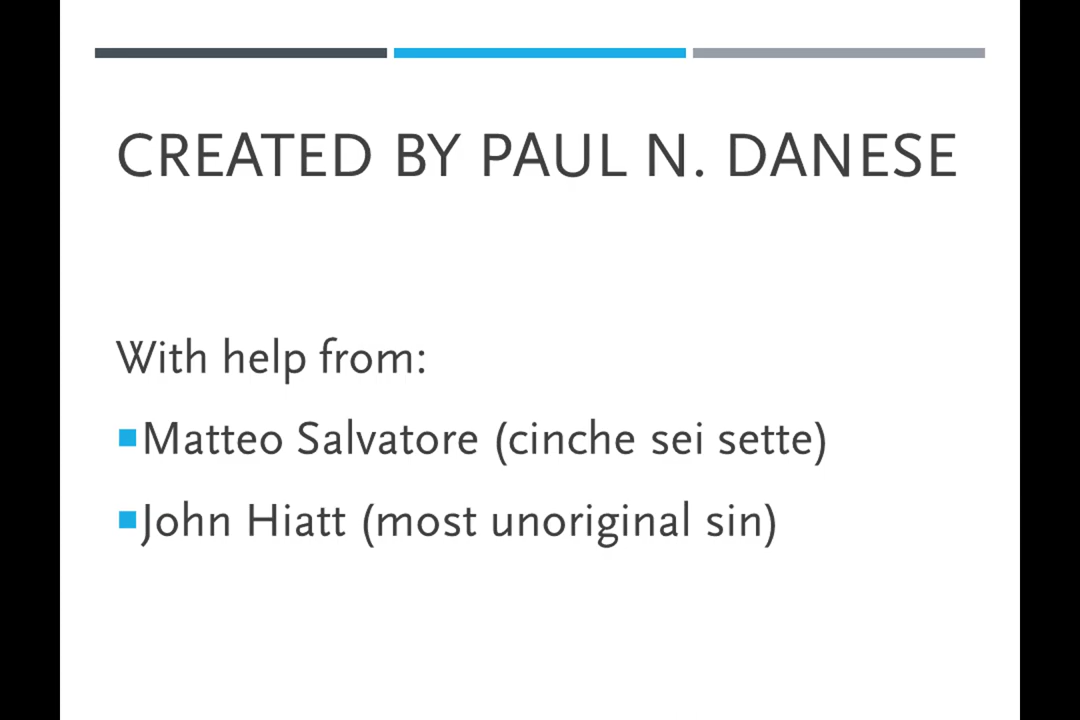 CREATED BY PAUL N. DANESE
With help from:
Matteo Salvatore (cinche sei sette)
John Hiatt (most unoriginal sin)